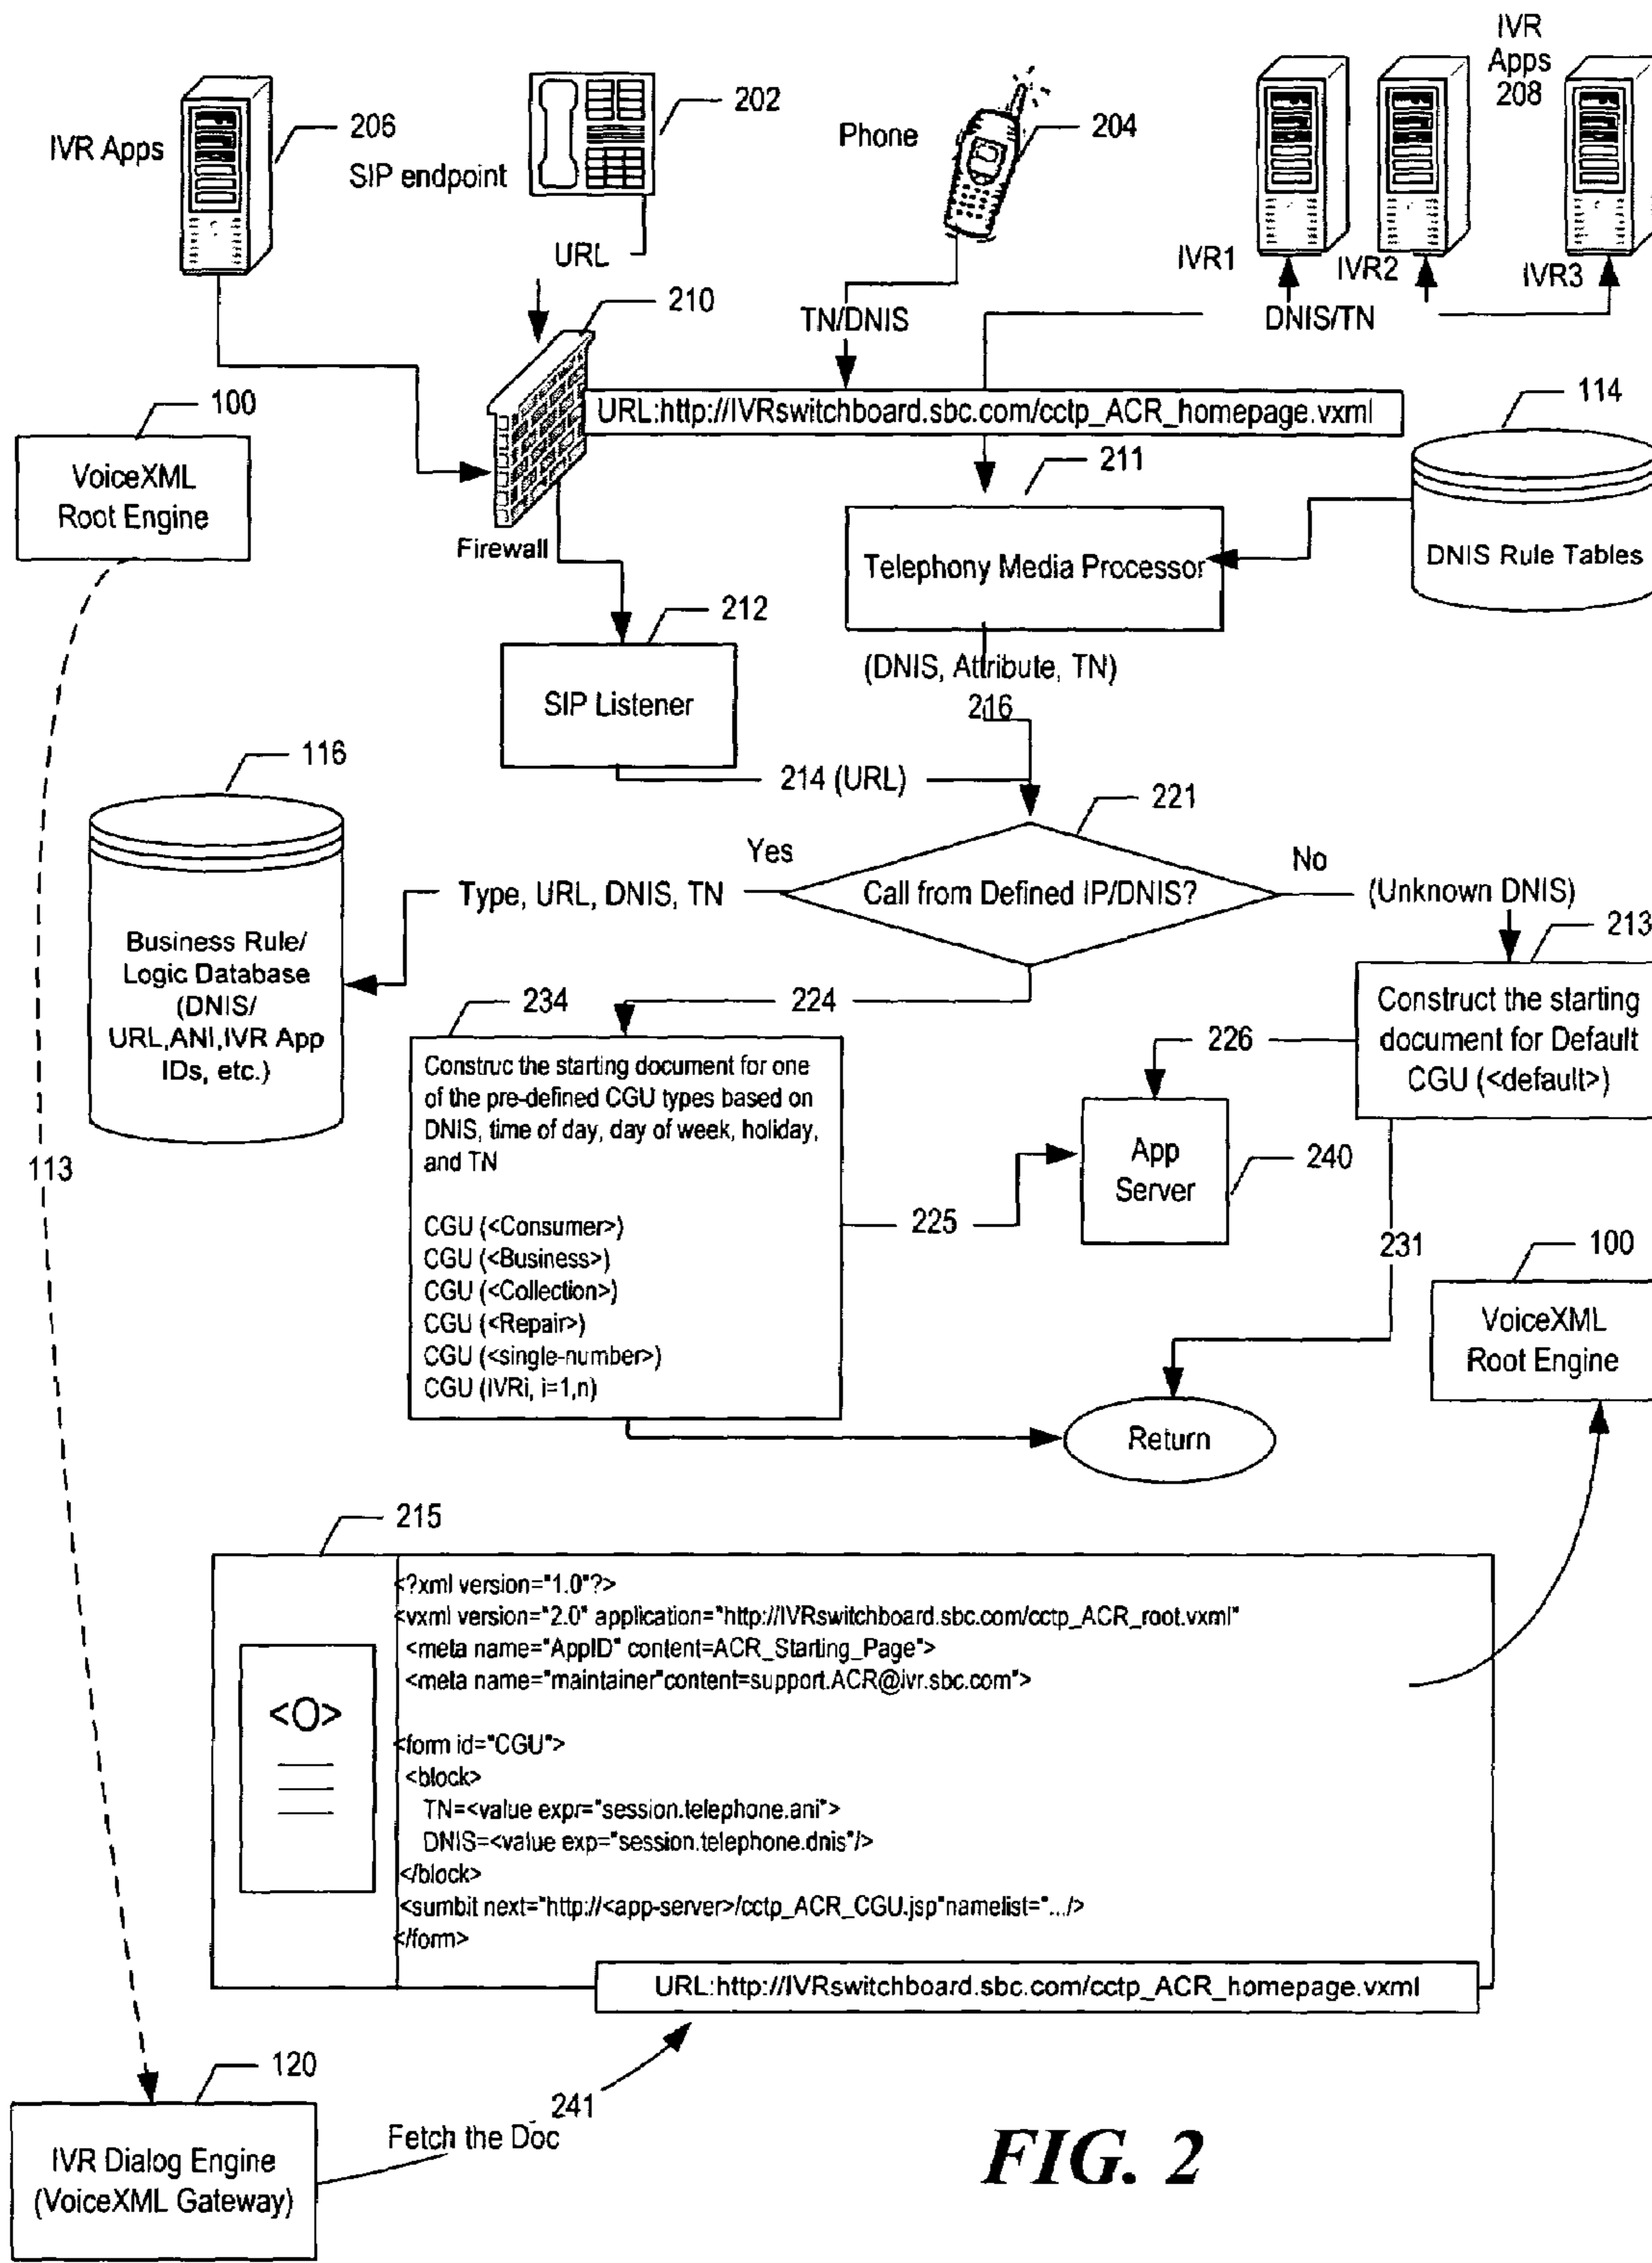 IVR
Apps
208
206
202
204
IVR Apps
SIP endpoint
Phone
URL
IVR1
IVR2
IVR3
210
TN/DNIS
DNIS/TN
100
URL:http://IVRswitchboard.sbc.com/cctp_ACR_homepage.vxml
114
VoiceXML
Root Engine
211
Firewall
Telephony Media Processor
DNIS Rule Tables
212
(DNIS, Attribute, TN)
216
SIP Listener
116
214 (URL)
221
Yes
No
Type, URL, DNIS, TN
Call from Defined IP/DNIS?
(Unknown DNIS)
213
Business Rule/
Logic Database
(DNIS/
URL,ANI,IVR App
IDs, etc.)
234
224
Construct the starting
document for Default
CGU (<default>)
226
Construc the starting document for one
of the pre-defined CGU types based on
DNIS, time of day, day of week, holiday,
and TN
CGU (<Consumer>)
CGU (<Business>)
CGU (<Collection>)
CGU (<Repair>)
CGU (<single-number>)
CGU (IVRi, i=1,n)
App
Server
240
113
225
231
100
VoiceXML
Root Engine
Return
215
<?xml version="1.0"?>
<vxml version="2.0" application="http://IVRswitchboard.sbc.com/cctp_ACR_root.vxml"
<meta name="AppID" content=ACR_Starting_Page">
<meta name="maintainer"content=support.ACR@ivr.sbc.com">
<O>
<form id="CGU">
<block>
TN=<value expr="session.telephone.ani">
DNIS=<value exp="session.telephone.dnis"/>
</block>
<sumbit next="http://<app-server>/cctp_ACR_CGU.jsp"namelist=".../>
</form>
URL:http://IVRswitchboard.sbc.com/cctp_ACR_homepage.vxml
120
241
Fetch the Doc
IVR Dialog Engine
(VoiceXML Gateway)
FIG. 2